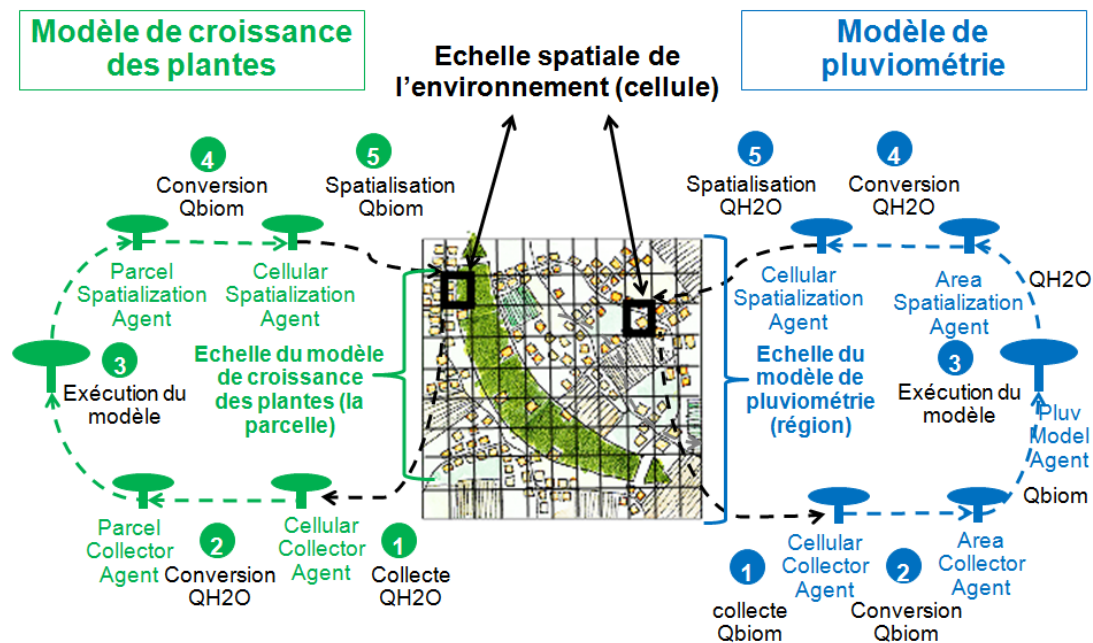 Modèle de croissance
des plantes
Echelle spatiale de
l'environnement (cellule)
Modèle de
pluviométrie
4
Conversion
Qbiom
5
Spatialisation
Qbiom
Parcel
Spatialization
Agent
Cellular
Spatialization
Agent
3
Exécution du
modèle
Echelle du modèle
de croissance
des plantes (la
parcelle)
Parcel
Collector
Agent
2
Conversion
QH2O
Cellular
Collector
Agent
1
Collecte
QH2O
5
Spatialisation
QH2O
4
Conversion
QH2O
Cellular
Spatialization
Agent
Area
Spatialization
Agent
QH2O
Echelle du
modèle de
pluviométrie
(région)
3
Exécution du
modèle
Pluv
Model
Agent
Qbiom
1
collecte
Qbiom
Cellular
Collector
Agent
2
Conversion
Qbiom
Area
Collector
Agent